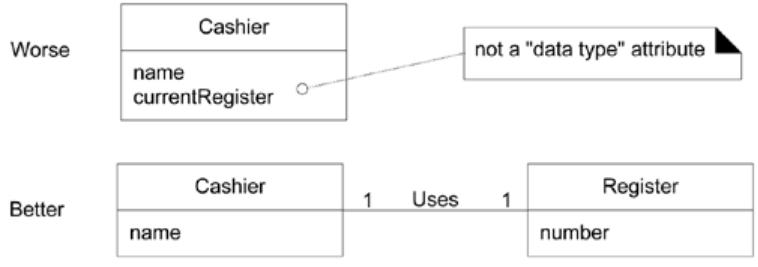 Worse
Cashier
name
currentRegister
not a "data type" attribute
Better
Cashier
name
1 Uses 1
Register
number